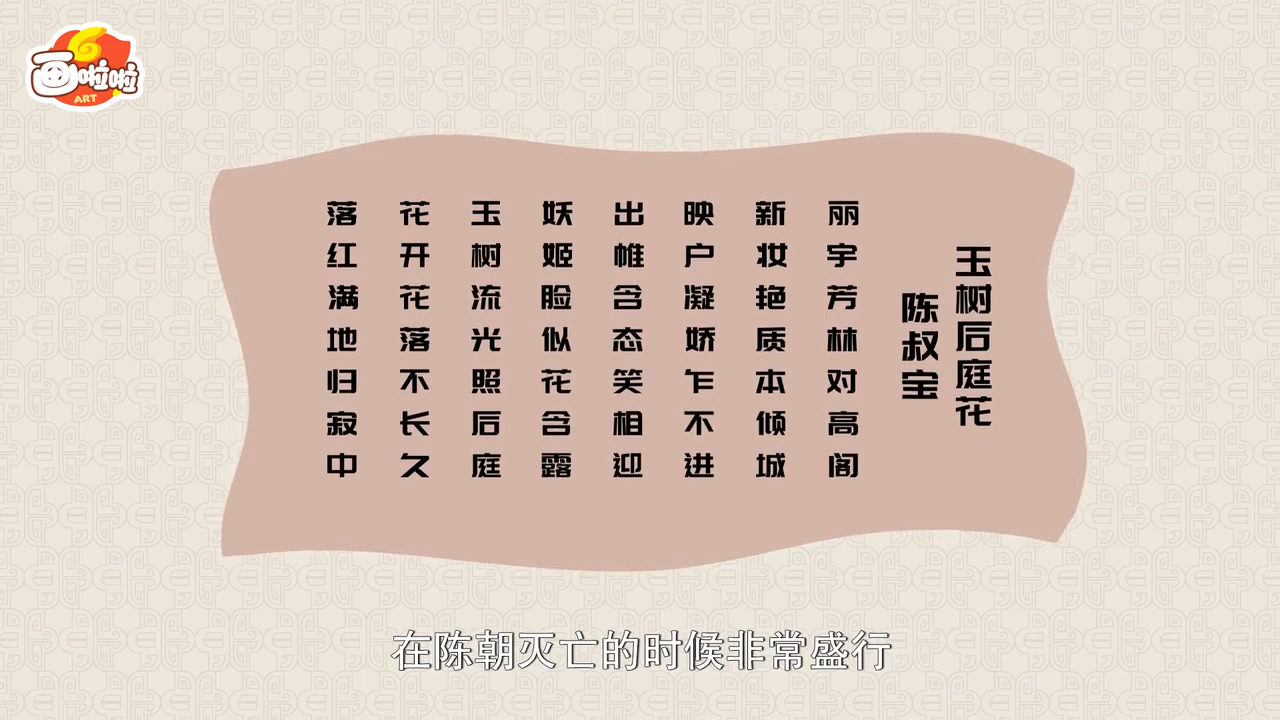 画啦啦
ART
玉树后庭花
陈叔宝
丽宇芳林对高阁
新妆艳质本倾城
映户凝娇乍不进
出帷含态笑相迎
妖姬脸似花含露
玉树流光照后庭
花开花落不长久
落红满地归寂中
在陈朝灭亡的时候非常盛行